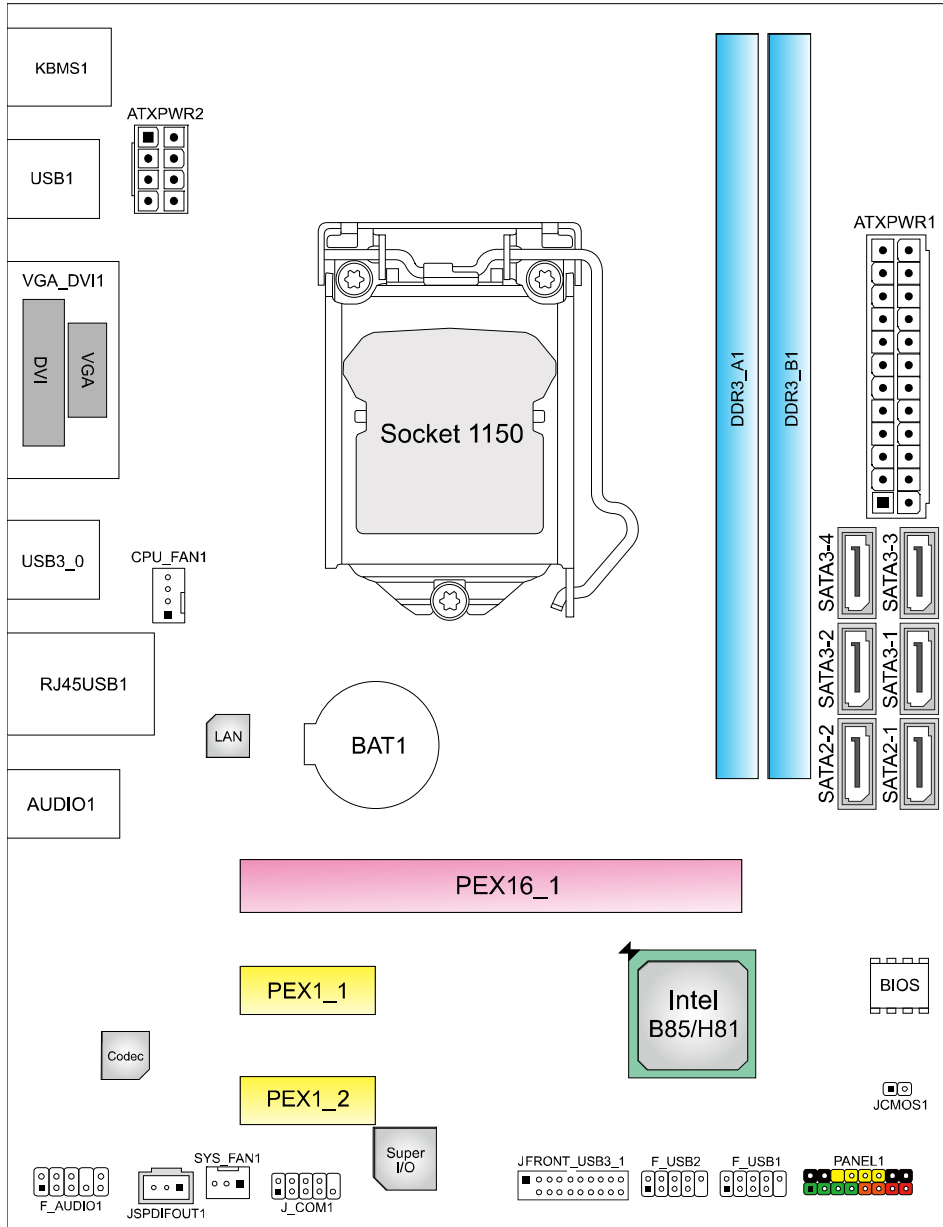 KBMS1
ATXPWR2
USB1
ATXPWR1
VGA_DVI1
DVI
VGA
DDR3_A1
DDR3_B1
Socket 1150
USB3_0
CPU_FAN1
SATA3-4
SATA3-3
SATA3-2
SATA3-1
RJ45USB1
LAN
BAT1
SATA2-2
SATA2-1
AUDIO1
PEX16_1
PEX1_1
Intel
B85/H81
BIOS
Codec
PEX1_2
JCMOS1
Super
I/O
SYS_FAN1
JFRONT_USB3_1
F_USB2
F_USB1
PANEL1
F_AUDIO1
JSPDIFOUT1
J_COM1